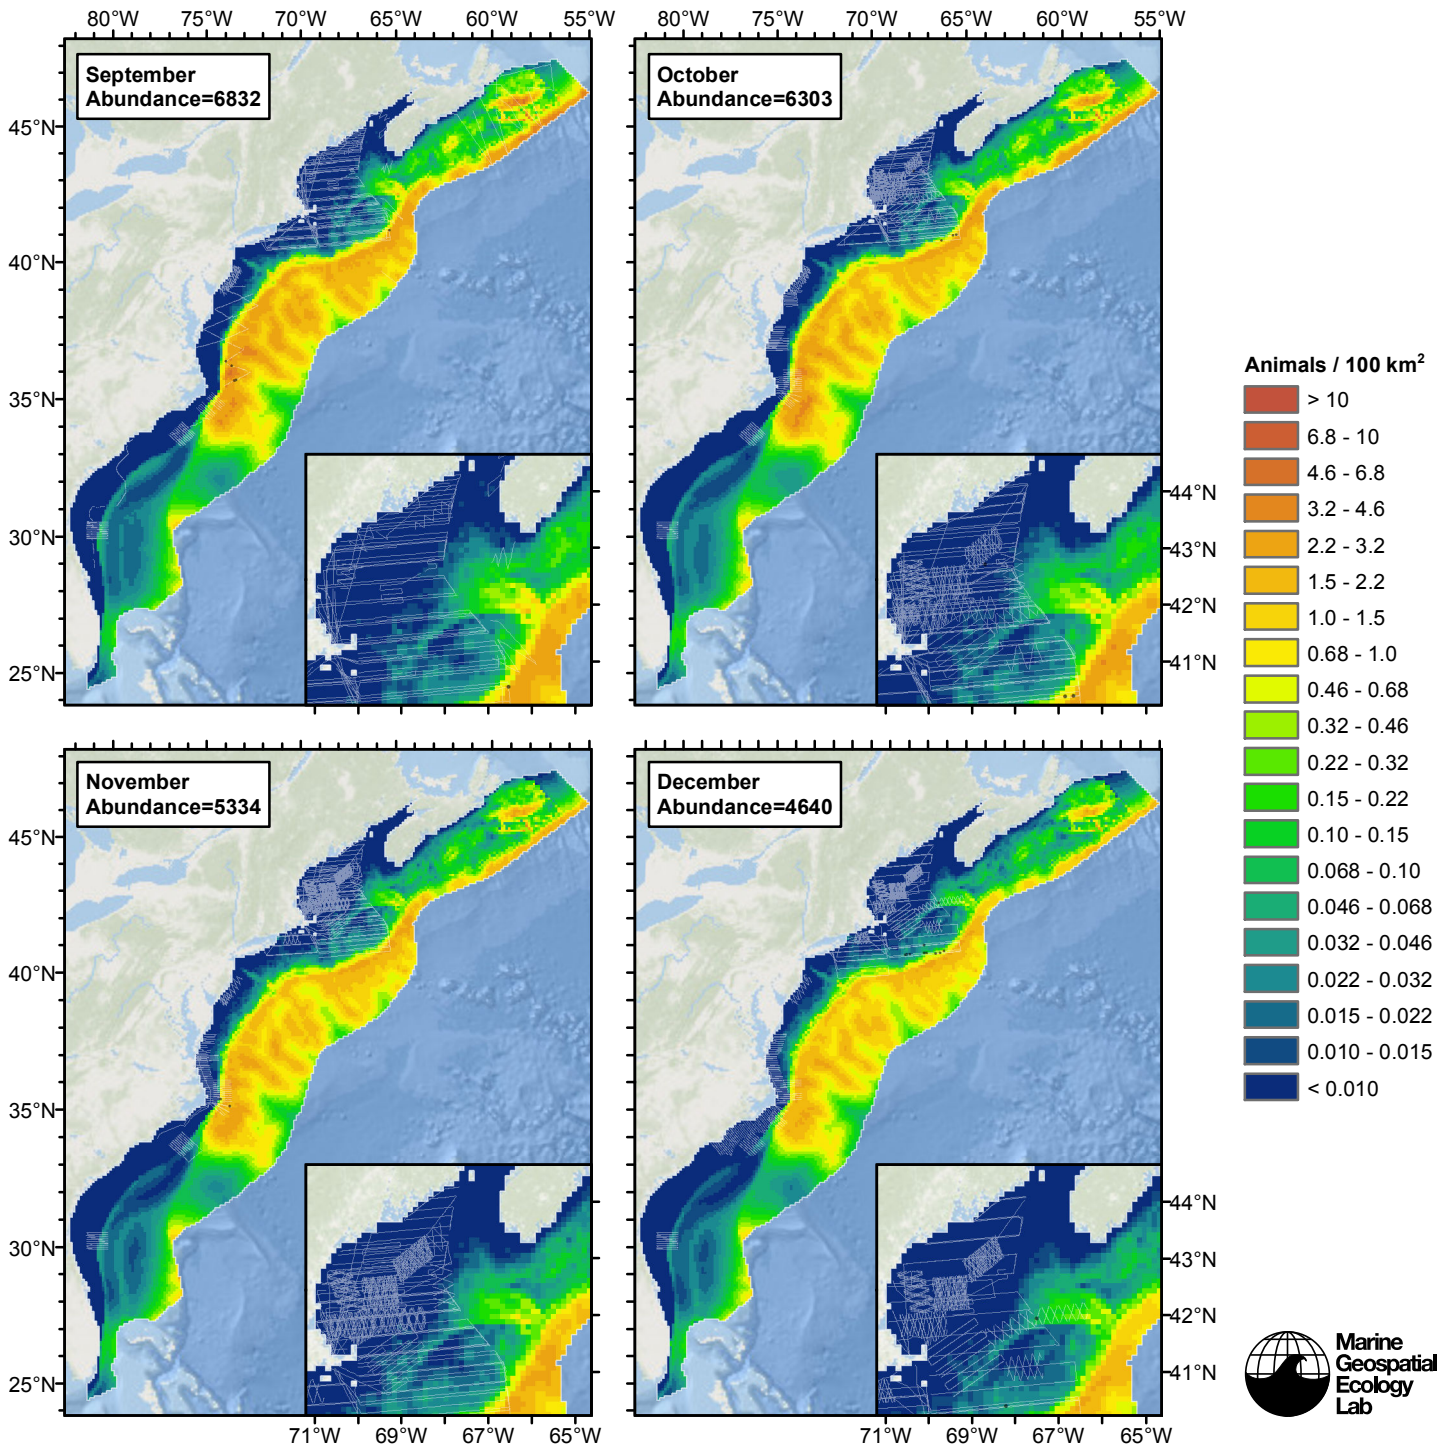 80°W 75°W 70°W 65°W 60°W 55°W 80°W 75°W 70°W 65°W 60°W 55°W
September
Abundance=6832
October
Abundance=6303
45°N
40°N
35°N
30°N
25°N
44°N
43°N
42°N
41°N
November
Abundance=5334
December
Abundance=4640
45°N
40°N
35°N
30°N
25°N
44°N
43°N
42°N
41°N
71°W 69°W 67°W 65°W 71°W 69°W 67°W 65°W
Animals / 100 km²
> 10
6.8 - 10
4.6 - 6.8
3.2 - 4.6
2.2 - 3.2
1.5 - 2.2
1.0 - 1.5
0.68 - 1.0
0.46 - 0.68
0.32 - 0.46
0.22 - 0.32
0.15 - 0.22
0.10 - 0.15
0.068 - 0.10
0.046 - 0.068
0.032 - 0.046
0.022 - 0.032
0.015 - 0.022
0.010 - 0.015
< 0.010
Marine
Geospatial
Ecology
Lab